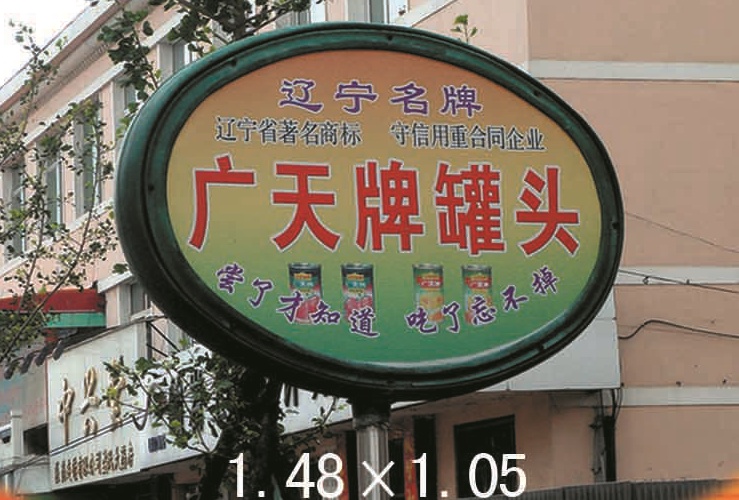 辽宁名牌
辽宁省著名商标 守信用重合同企业
广天牌罐头
尝了才知道 吃了忘不掉
1.48×1.05